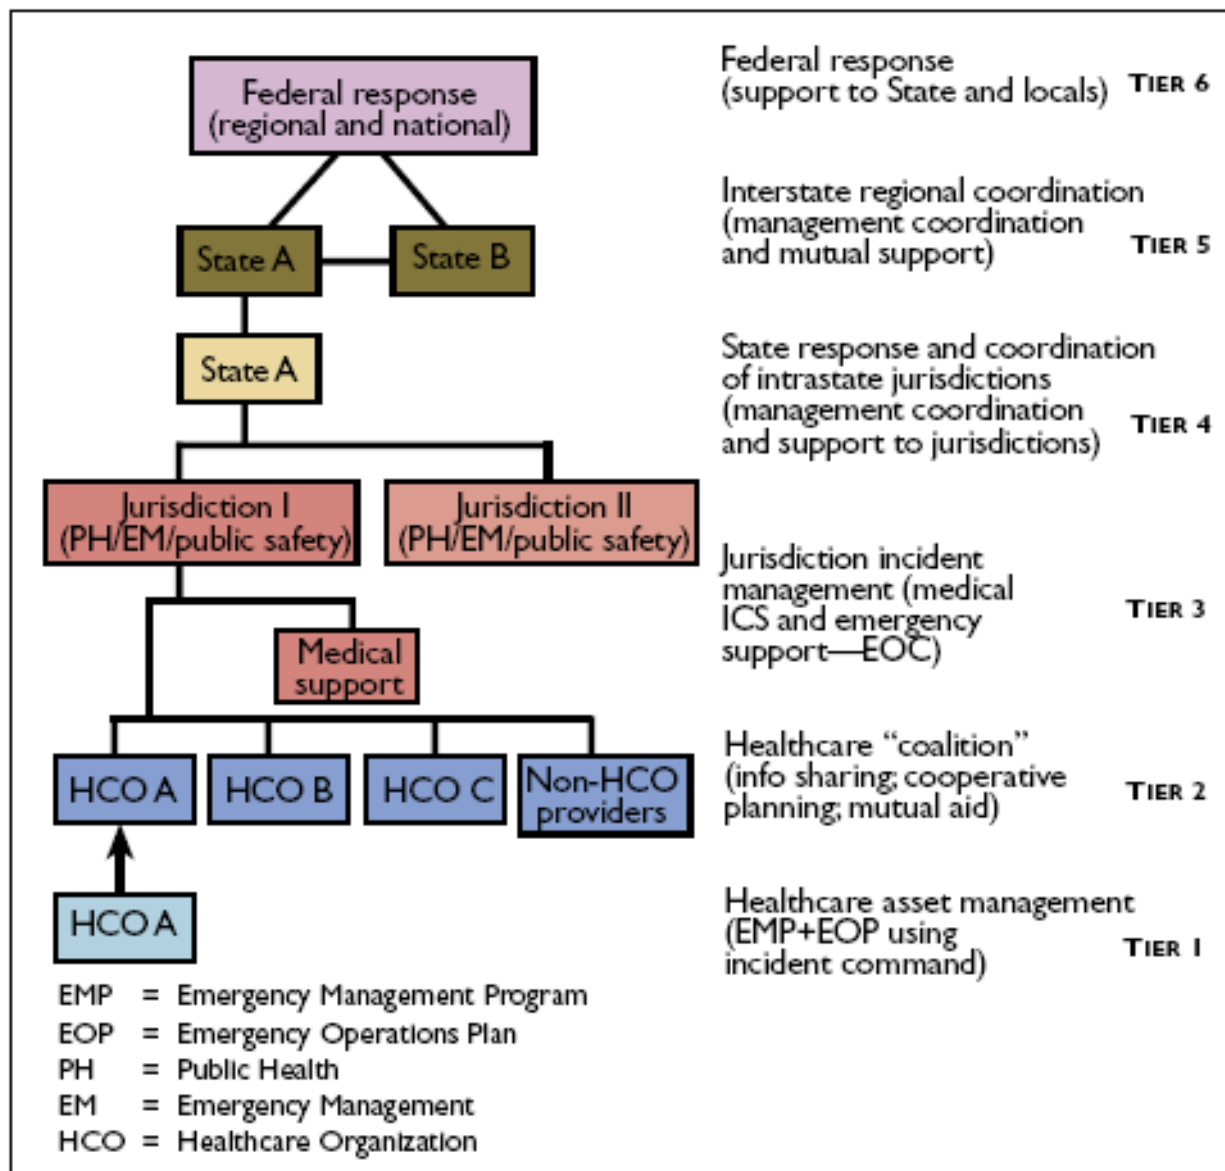 Federal response
(regional and national)
Federal response
(support to State and locals) TIER 6
State A
State B
Interstate regional coordination
(management coordination
and mutual support) TIER 5
State A
State response and coordination
of intrastate jurisdictions
(management coordination
and support to jurisdictions) TIER 4
Jurisdiction I
(PH/EM/public safety)
Jurisdiction II
(PH/EM/public safety)
Medical
support
Jurisdiction incident
management (medical
ICS and emergency
support—EOC)
TIER 3
HCO A
HCO B
HCO C
Non-HCO
providers
Healthcare “coalition”
(info sharing; cooperative
planning; mutual aid) TIER 2
HCO A
Healthcare asset management
(EMP+EOP using
incident command) TIER 1
EMP = Emergency Management Program
EOP = Emergency Operations Plan
PH = Public Health
EM = Emergency Management
HCO = Healthcare Organization